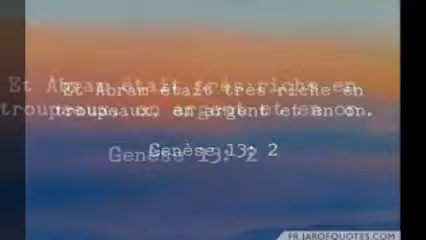 Et Abram était très riche en
troupeaux, en argent et en or.
Genèse 13: 2
FR.JAROFQUOTES.COM